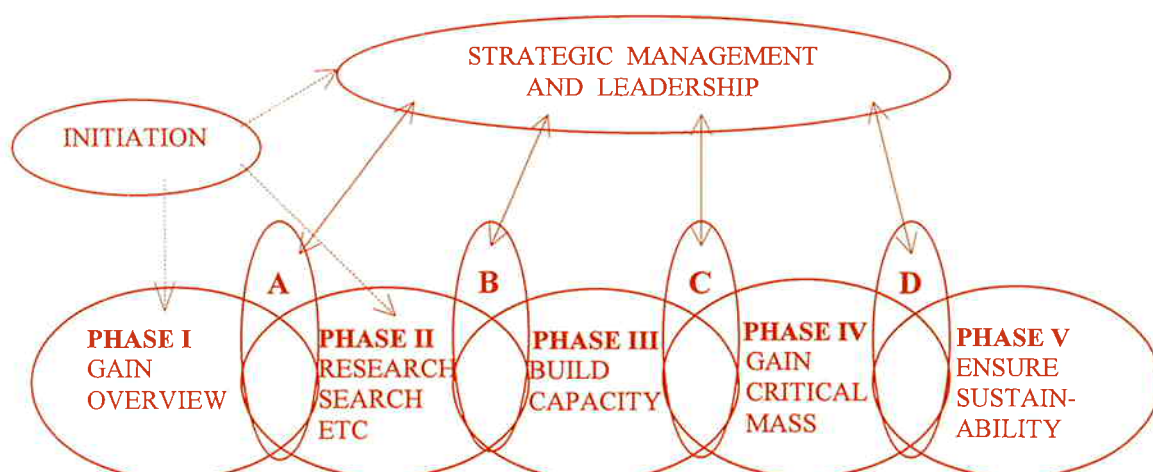 STRATEGIC MANAGEMENT
AND LEADERSHIP
INITIATION
A
B
C
D
PHASE I
GAIN
OVERVIEW
PHASE II
RESEARCH
SEARCH
ETC
PHASE III
BUILD
CAPACITY
PHASE IV
GAIN
CRITICAL
MASS
PHASE V
ENSURE
SUSTAIN-
ABILITY